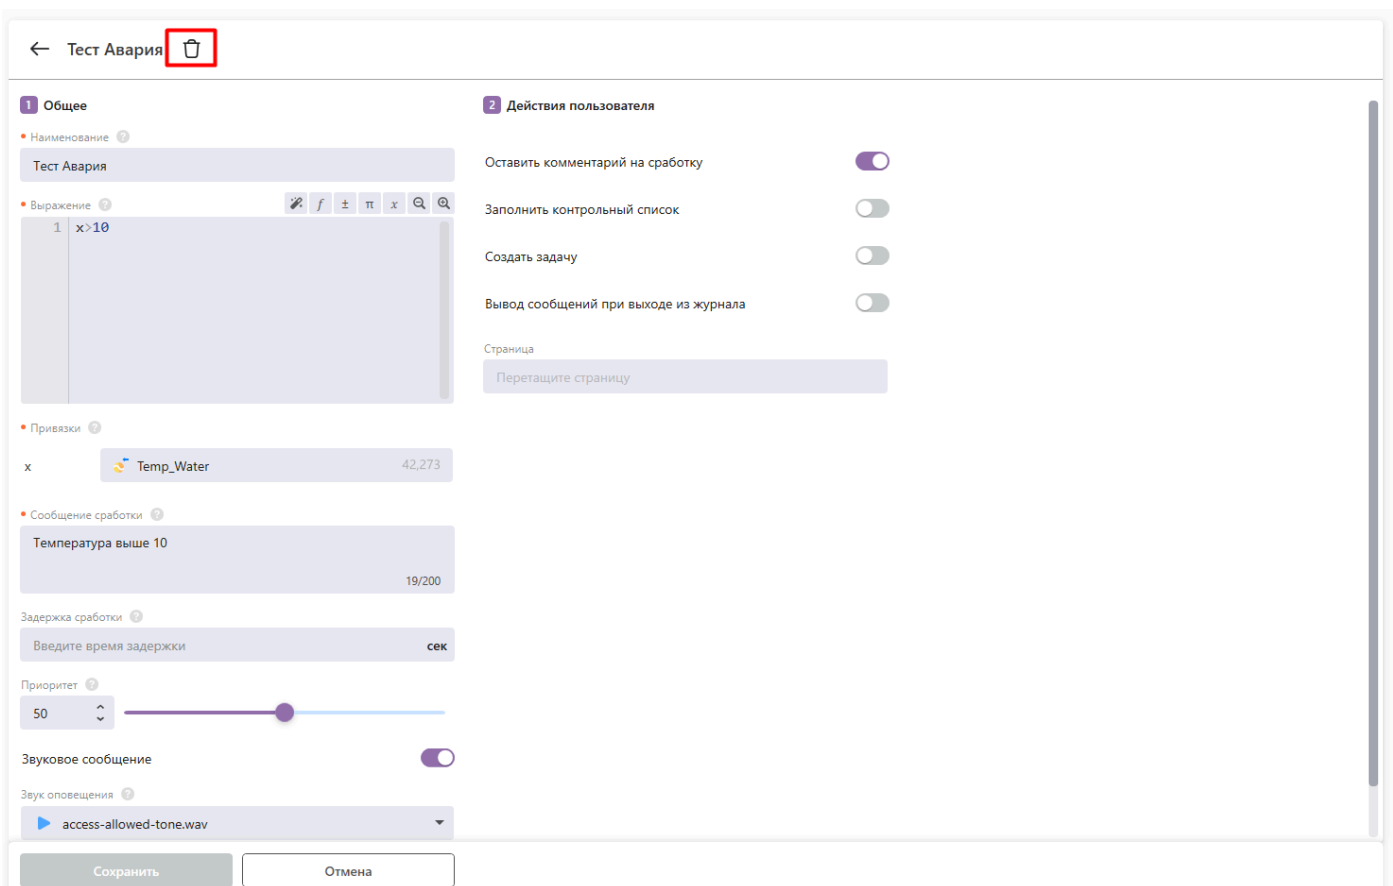 Тест Авария
1 Общее
Наименование ?
Тест Авария
Выражение ?
f ± π x
1 x>10
Привязки ?
x Temp_Water 42,273
Сообщение сработки ?
Температура выше 10
19/200
Задержка сработки ?
Введите время задержки сек
Приоритет ?
50
Звуковое сообщение
Звук оповещения ?
access-allowed-tone.wav
Сохранить Отмена
2 Действия пользователя
Оставить комментарий на сработку
Заполнить контрольный список
Создать задачу
Вывод сообщений при выходе из журнала
Страница
Перетащите страницу